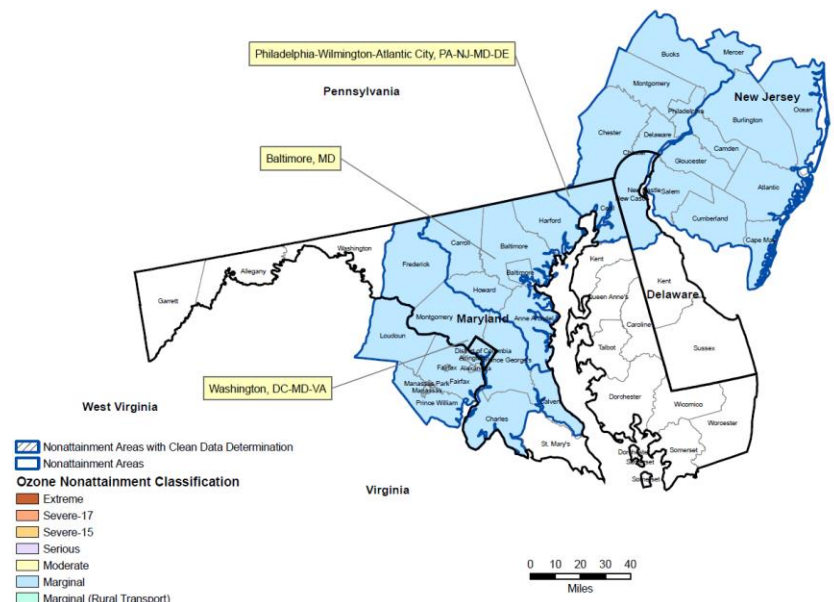 Philadelphia-Wilmington-Atlantic City, PA-NJ-MD-DE
Pennsylvania
Bucks
Mercer
Montgomery
New Jersey
Ocean
Philadelphia
Burlington
Chester
Delaware
Camden
Gloucester
Baltimore, MD
Atlantic
New Castle
Salem
Cecil
Cumberland
Harford
Cape May
Washington
Carroll
Baltimore
Allegany
Frederick
Baltimore
Kent
Garrett
Howard
Kent
Queen Anne's
Delaware
Montgomery
Maryland
Anne Arundel
Loudoun
Caroline
District of Columbia
Prince George's
Talbot
Sussex
Fairfax
Manassas Park
Manassas
Fairfax
Washington, DC-MD-VA
Prince William
Calvert
Dorchester
West Virginia
Wicomico
Charles
Worcester
St. Mary's
Somerset
Somerset
Nonattainment Areas with Clean Data Determination
Nonattainment Areas
Virginia
Ozone Nonattainment Classification
Extreme
Severe-17
Severe-15
Serious
Moderate
Marginal
Marginal (Rural Transport)
0 10 20 30 40
Miles